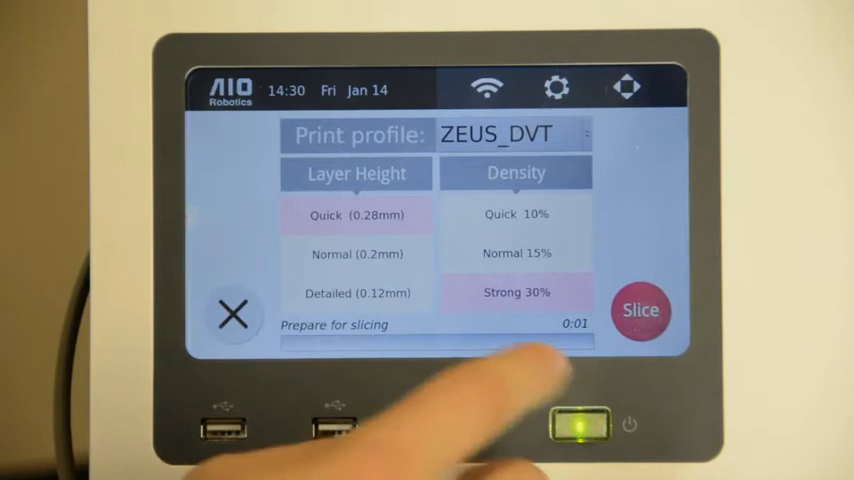 AIO Robotics 14:30 Fri Jan 14
Print profile: ZEUS_DVT
Layer Height Density
Quick (0.28mm) Quick 10%
Normal (0.2mm) Normal 15%
Detailed (0.12mm) Strong 30%
Slice
Prepare for slicing 0:01